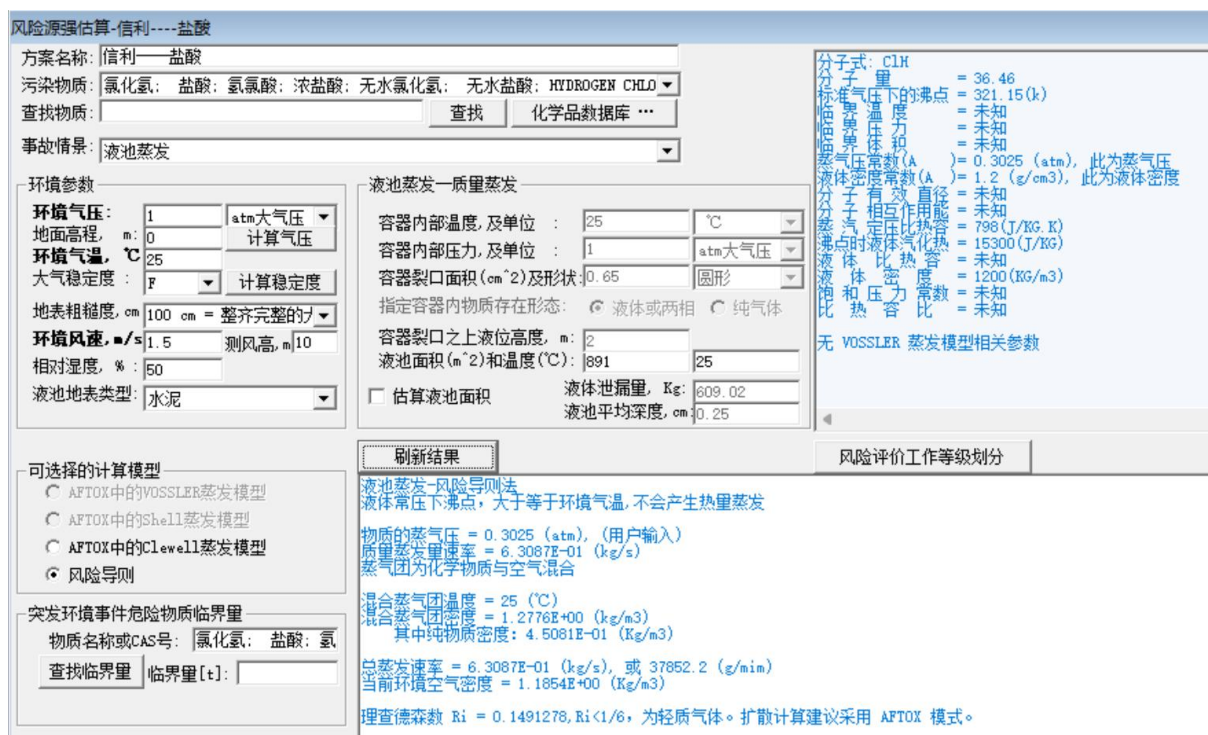 风险源强估算-信利----盐酸
方案名称: 信利——盐酸
污染物质: 氯化氢; 盐酸; 氢氯酸; 浓盐酸; 无水氯化氢; 无水盐酸; HYDROGEN CHLO
查找物质: 查找 化学品数据库 …
事故情景: 液池蒸发
环境参数
环境气压: 1 atm大气压
地面高程, m: 0 计算气压
环境气温, ℃ 25
大气稳定度 : F 计算稳定度
地表粗糙度, cm 100 cm = 整齐完整的
环境风速, m/s 1.5 测风高, m 10
相对湿度, % : 50
液池地表类型: 水泥
液池蒸发—质量蒸发
容器内部温度, 及单位 : 25 ℃
容器内部压力, 及单位 : 1 atm大气压
容器裂口面积(cm^2)及形状: 0.65 圆形
指定容器内物质存在形态: 液体或两相 纯气体
容器裂口之上液位高度, m: 2
液池面积(m^2)和温度(℃): 891 25
估算液池面积 液体泄漏量, Kg: 609.02
液池平均深度, cm: 0.25
分子式: ClH
分 子 量 = 36.46
标准气压下的沸点 = 321.15(k)
临 界 温 度 = 未知
临 界 压 力 = 未知
临 界 体 积 = 未知
蒸气压常数(A )= 0.3025 (atm), 此为蒸气压
液体密度常数(A )= 1.2 (g/cm3), 此为液体密度
分 子 有 效 直径 = 未知
分 子 相互作用能 = 未知
蒸 汽 定压比热容 = 798(J/KG.K)
沸点时液体汽化热 = 15300(J/KG)
液 体 比 热 容 = 未知
液 体 密 度 = 1200(KG/m3)
饱 和 压 力 常数 = 未知
比 热 容 比 = 未知
无 VOSSLER 蒸发模型相关参数
刷新结果 风险评价工作等级划分
可选择的计算模型
AFTOX中的VOSSLER蒸发模型
AFTOX中的Shell蒸发模型
AFTOX中的Clewell蒸发模型
风险导则
突发环境事件危险物质临界量
物质名称或CAS号: 氯化氢; 盐酸; 氢
查找临界量 临界量[t]:
液池蒸发-风险导则法
液体常压下沸点, 大于等于环境气温, 不会产生热量蒸发
物质的蒸气压 = 0.3025 (atm), (用户输入)
质量蒸发量速率 = 6.3087E-01 (kg/s)
蒸气团为化学物质与空气混合
混合蒸气团温度 = 25 (℃)
混合蒸气团密度 = 1.2776E+00 (kg/m3)
其中纯物质密度: 4.5081E-01 (Kg/m3)
总蒸发速率 = 6.3087E-01 (kg/s), 或 37852.2 (g/min)
当前环境空气密度 = 1.1854E+00 (Kg/m3)
理查德森数 Ri = 0.1491278, Ri<1/6, 为轻质气体。扩散计算建议采用 AFTOX 模式。